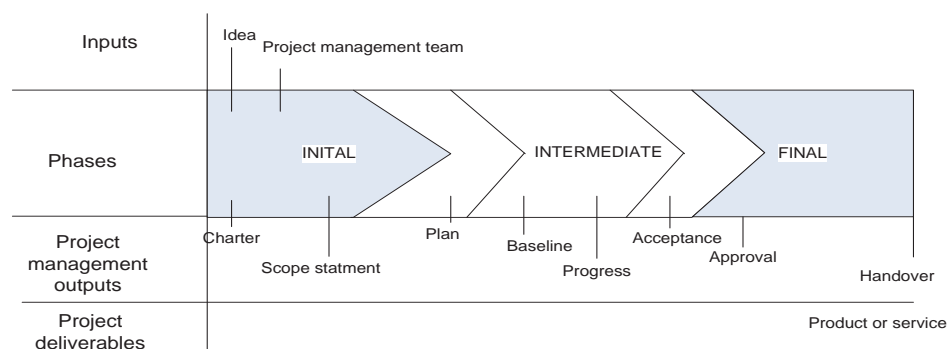 Inputs
Idea
Project management team
Phases
INITAL
INTERMEDIATE
FINAL
Project
management
outputs
Charter
Scope statment
Plan
Baseline
Progress
Acceptance
Approval
Handover
Project
deliverables
Product or service